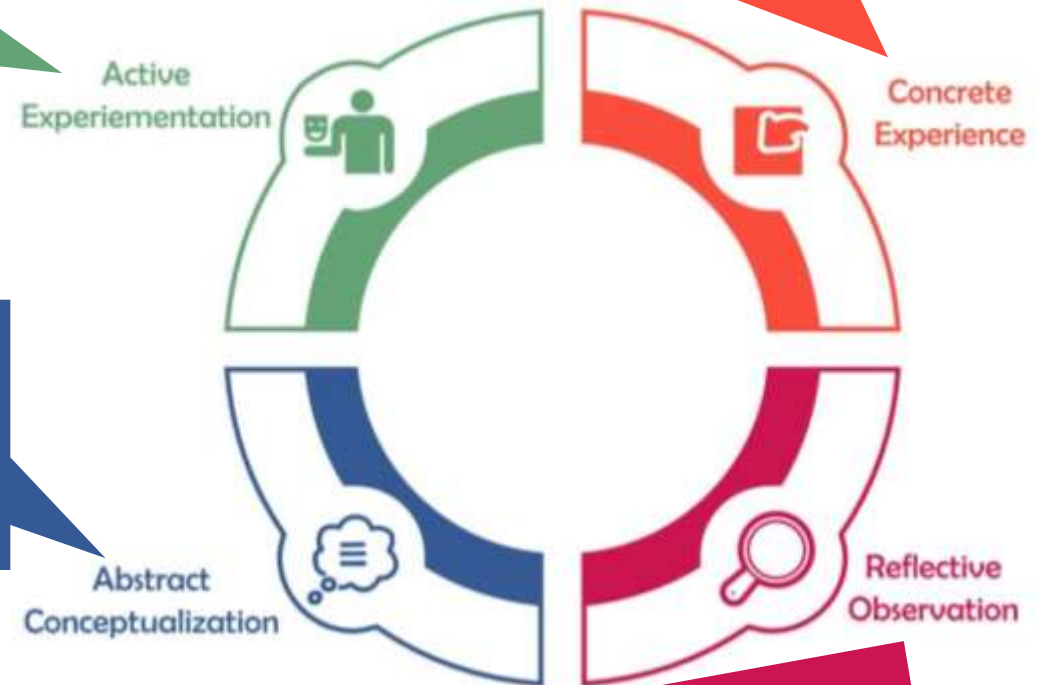 Active
Experiementation
Concrete
Experience
Abstract
Conceptualization
Reflective
Observation